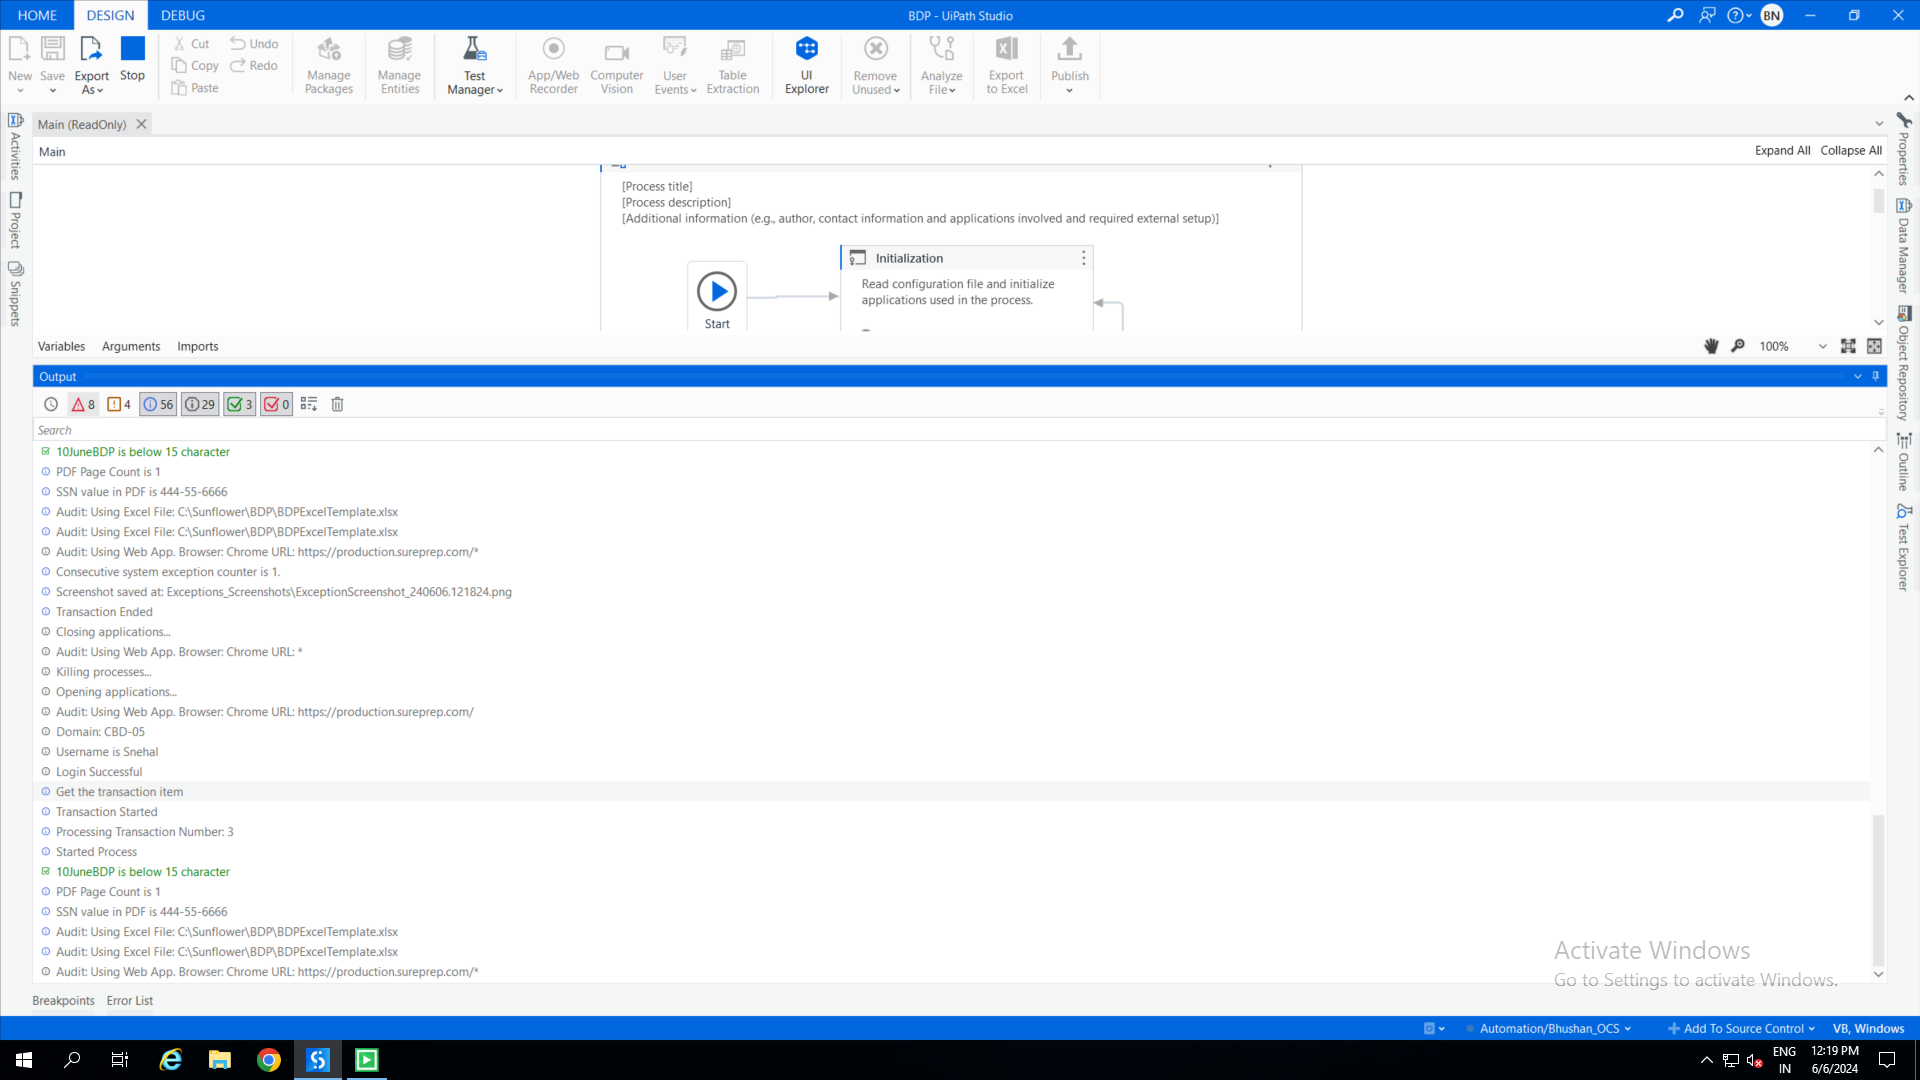 HOME DESIGN DEBUG BDP - UiPath Studio BN
New Save Export As Stop Cut Copy Paste Undo Redo Manage Packages Manage Entities Test Manager App/Web Recorder Computer Vision User Events Table Extraction UI Explorer Remove Unused Analyze File Export to Excel Publish
Main (ReadOnly)
Main Expand All Collapse All
Activities
Project
Snippets
[Process title]
[Process description]
[Additional information (e.g., author, contact information and applications involved and required external setup)]
Initialization
Read configuration file and initialize
applications used in the process.
Start
Properties
Data Manager
Object Repository
Outline
Test Explorer
Variables Arguments Imports 100%
Output
8 4 56 29 3 0
Search
10JuneBDP is below 15 character
PDF Page Count is 1
SSN value in PDF is 444-55-6666
Audit: Using Excel File: C:\Sunflower\BDP\BDPExcelTemplate.xlsx
Audit: Using Excel File: C:\Sunflower\BDP\BDPExcelTemplate.xlsx
Audit: Using Web App. Browser: Chrome URL: https://production.sureprep.com/*
Consecutive system exception counter is 1.
Screenshot saved at: Exceptions_Screenshots\ExceptionScreenshot_240606.121824.png
Transaction Ended
Closing applications...
Audit: Using Web App. Browser: Chrome URL: *
Killing processes...
Opening applications...
Audit: Using Web App. Browser: Chrome URL: https://production.sureprep.com/
Domain: CBD-05
Username is Snehal
Login Successful
Get the transaction item
Transaction Started
Processing Transaction Number: 3
Started Process
10JuneBDP is below 15 character
PDF Page Count is 1
SSN value in PDF is 444-55-6666
Audit: Using Excel File: C:\Sunflower\BDP\BDPExcelTemplate.xlsx
Audit: Using Excel File: C:\Sunflower\BDP\BDPExcelTemplate.xlsx
Audit: Using Web App. Browser: Chrome URL: https://production.sureprep.com/*
Activate Windows
Go to Settings to activate Windows.
Breakpoints Error List
Automation/Bhushan_OCS Add To Source Control VB, Windows
ENG 12:19 PM
IN 6/6/2024